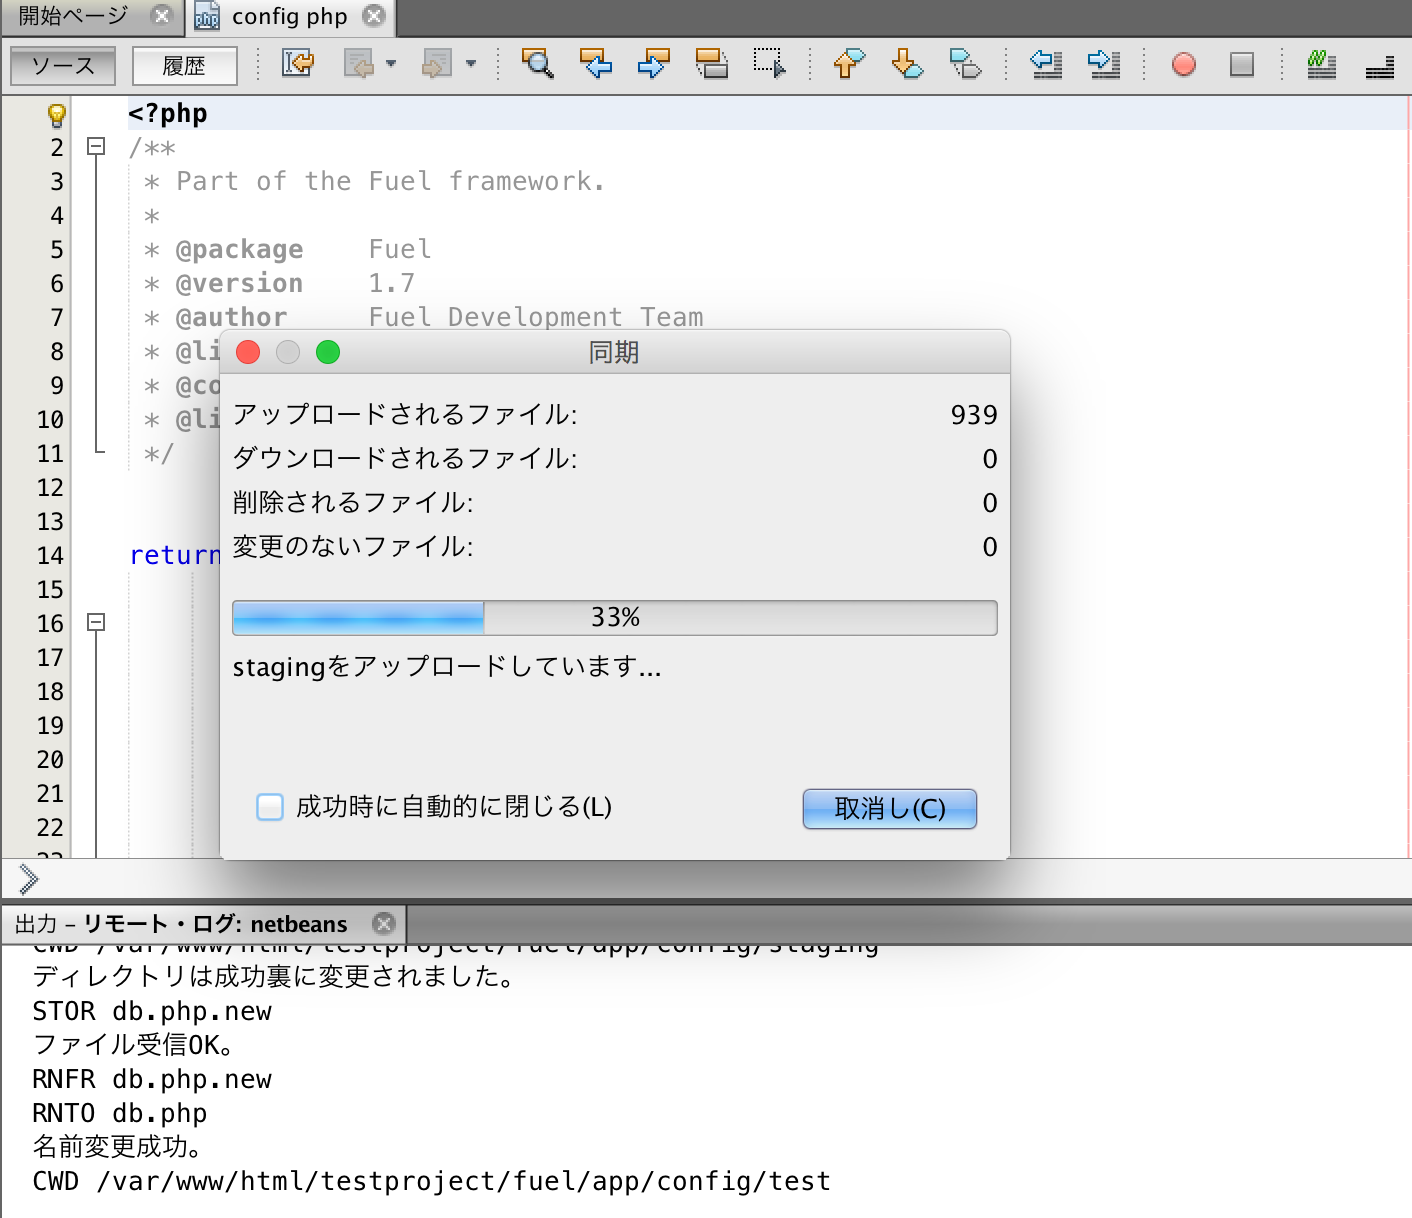 開始ページ
config php
ソース
履歴
<?php
2 /**
3 * Part of the Fuel framework.
4 *
5 * @package Fuel
6 * @version 1.7
7 * @author Fuel Development Team
8 * @li
9 * @co
10 * @li
11 */
12
13
14 return
15
16
17
18
19
20
21
22
同期
アップロードされるファイル: 939
ダウンロードされるファイル: 0
削除されるファイル: 0
変更のないファイル: 0
33%
stagingをアップロードしています...
成功時に自動的に閉じる(L)
取消し(C)
出力 – リモート・ログ: netbeans
CWD /var/www/html/testproject/fuel/app/config/staging
ディレクトリは成功裏に変更されました。
STOR db.php.new
ファイル受信OK。
RNFR db.php.new
RNTO db.php
名前変更成功。
CWD /var/www/html/testproject/fuel/app/config/test